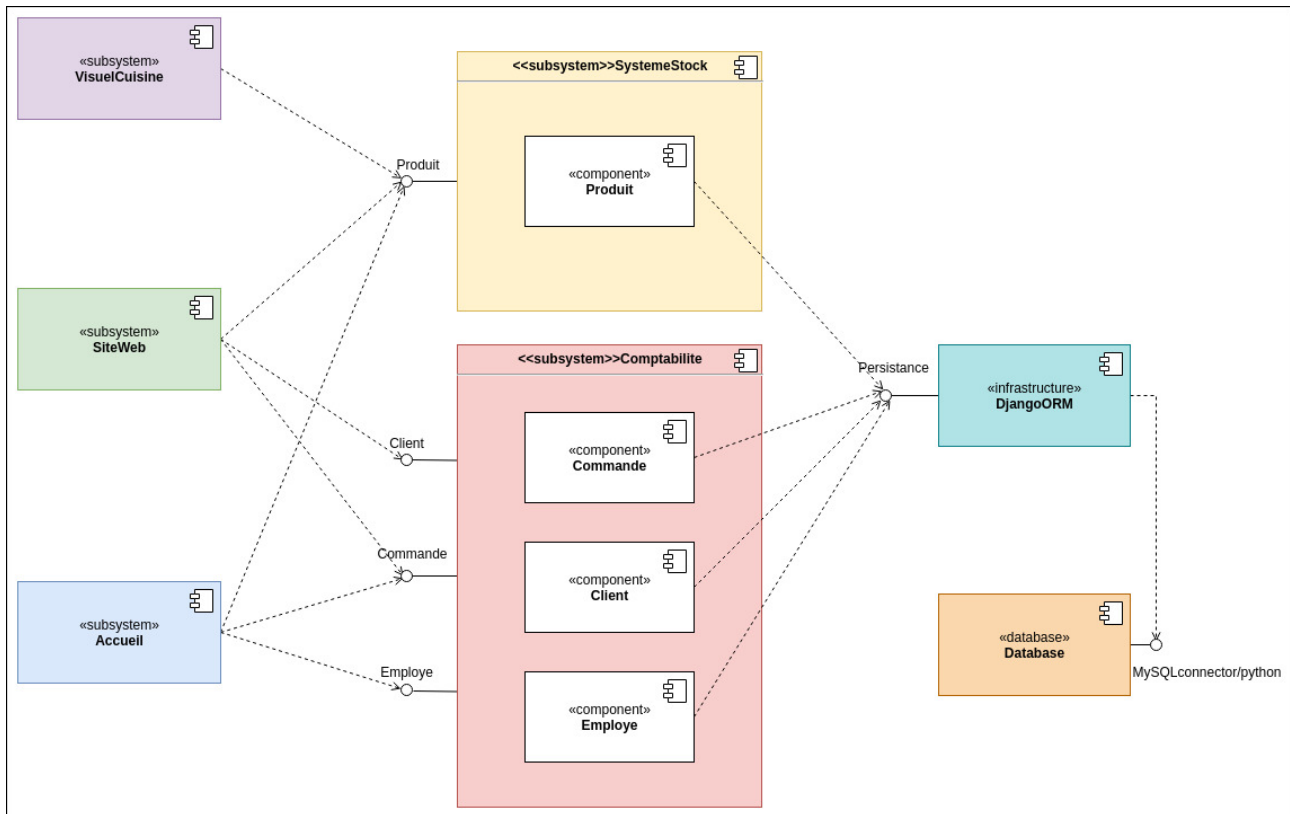 «subsystem»
VisuelCuisine
<<subsystem>>SystemeStock
«component»
Produit
Produit
«subsystem»
SiteWeb
<<subsystem>>Comptabilite
Persistance
«infrastructure»
DjangoORM
Client
«component»
Commande
Commande
«component»
Client
«subsystem»
Accueil
«database»
Database
MySQLconnector/python
Employe
«component»
Employe